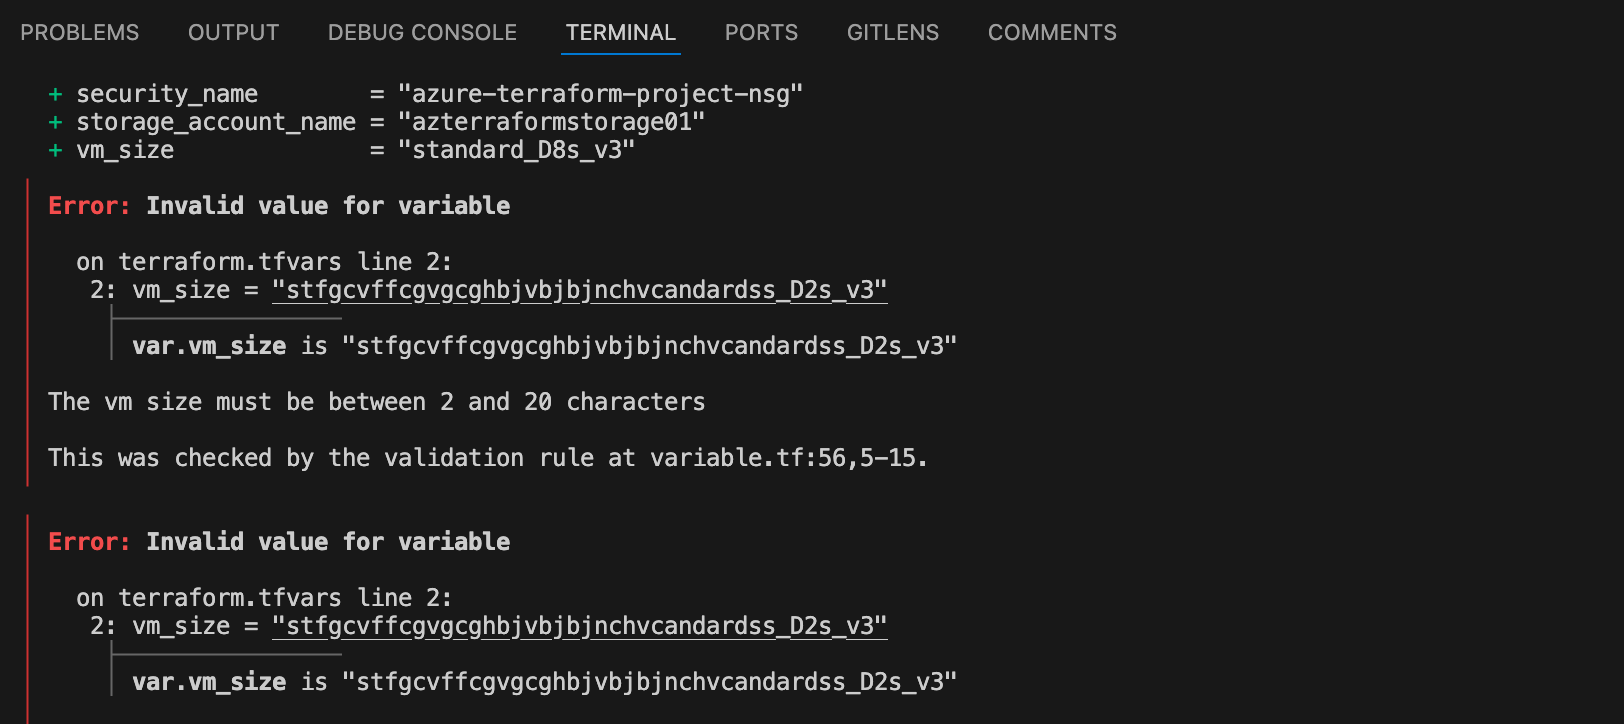 PROBLEMS OUTPUT DEBUG CONSOLE TERMINAL PORTS GITLENS COMMENTS
+ security_name = "azure-terraform-project-nsg"
+ storage_account_name = "azterraformstorage01"
+ vm_size = "standard_D8s_v3"
Error: Invalid value for variable
on terraform.tfvars line 2:
2: vm_size = "stfgcvffcgvgcghbjvbjbjnchvcandardss_D2s_v3"
var.vm_size is "stfgcvffcgvgcghbjvbjbjnchvcandardss_D2s_v3"
The vm size must be between 2 and 20 characters
This was checked by the validation rule at variable.tf:56,5-15.
Error: Invalid value for variable
on terraform.tfvars line 2:
2: vm_size = "stfgcvffcgvgcghbjvbjbjnchvcandardss_D2s_v3"
var.vm_size is "stfgcvffcgvgcghbjvbjbjnchvcandardss_D2s_v3"